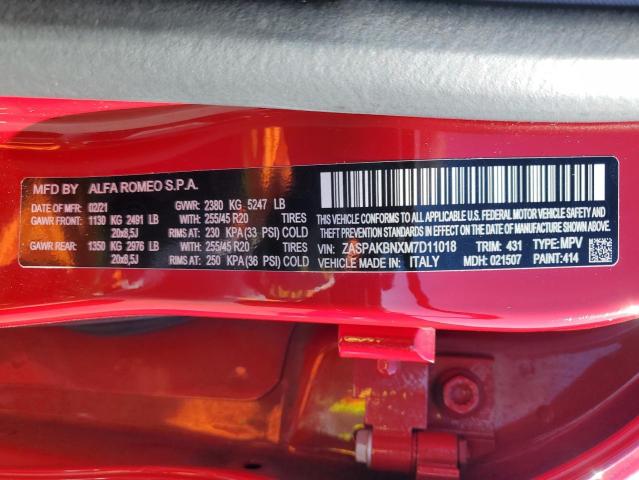 MFD BY ALFA ROMEO S.P.A.
DATE OF MFR: 02/21 GWWR: 2380 KG 5247 LB
GAWR FRONT: 1130 KG 2491 LB WITH: 255/45 R20 TIRES
20x8,5J RIMS AT: 230 KPA (33 PSI) COLD
GAWR REAR: 1350 KG 2976 LB WITH: 255/45 R20 TIRES
20x8,5J RIMS AT: 250 KPA (36 PSI) COLD
THIS VEHICLE CONFORMS TO ALL APPLICABLE U.S. FEDERAL MOTOR VEHICLE SAFETY, BUMPER, AND
THEFT PREVENTION STANDARDS IN EFFECT ON THE DATE OF MANUFACTURE SHOWN ABOVE.
VIN: ZASPAKBNXM7D11018 TRIM: 431 TYPE: MPV
VEHICLE MADE IN: ITALY MDH: 021507 PAINT: 414